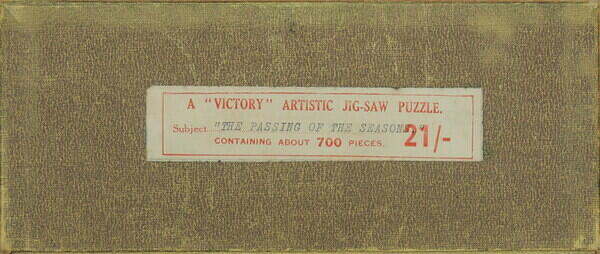 A "VICTORY" ARTISTIC JIG-SAW PUZZLE.
Subject "THE PASSING OF THE SEASONS" 21/-
CONTAINING ABOUT 700 PIECES.